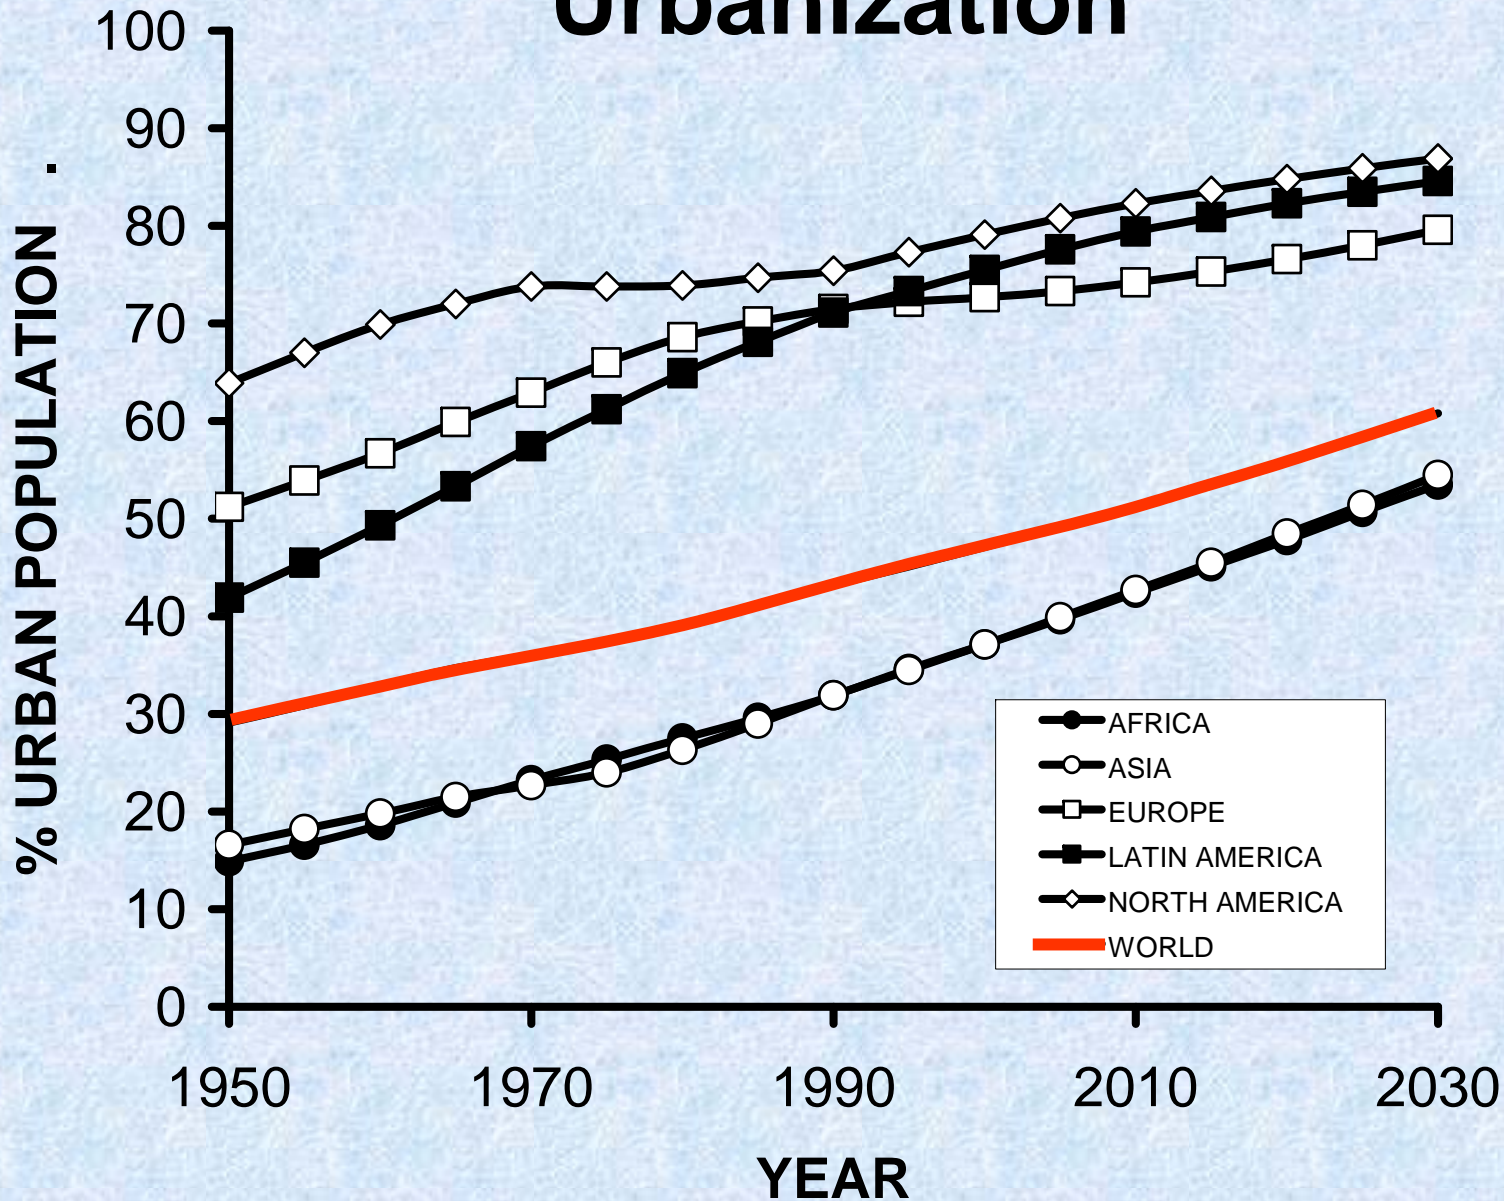 Urbanization
100
90
80
70
60
50
40
30
20
10
0
% URBAN POPULATION .
AFRICA
ASIA
EUROPE
LATIN AMERICA
NORTH AMERICA
WORLD
1950 1970 1990 2010 2030
YEAR